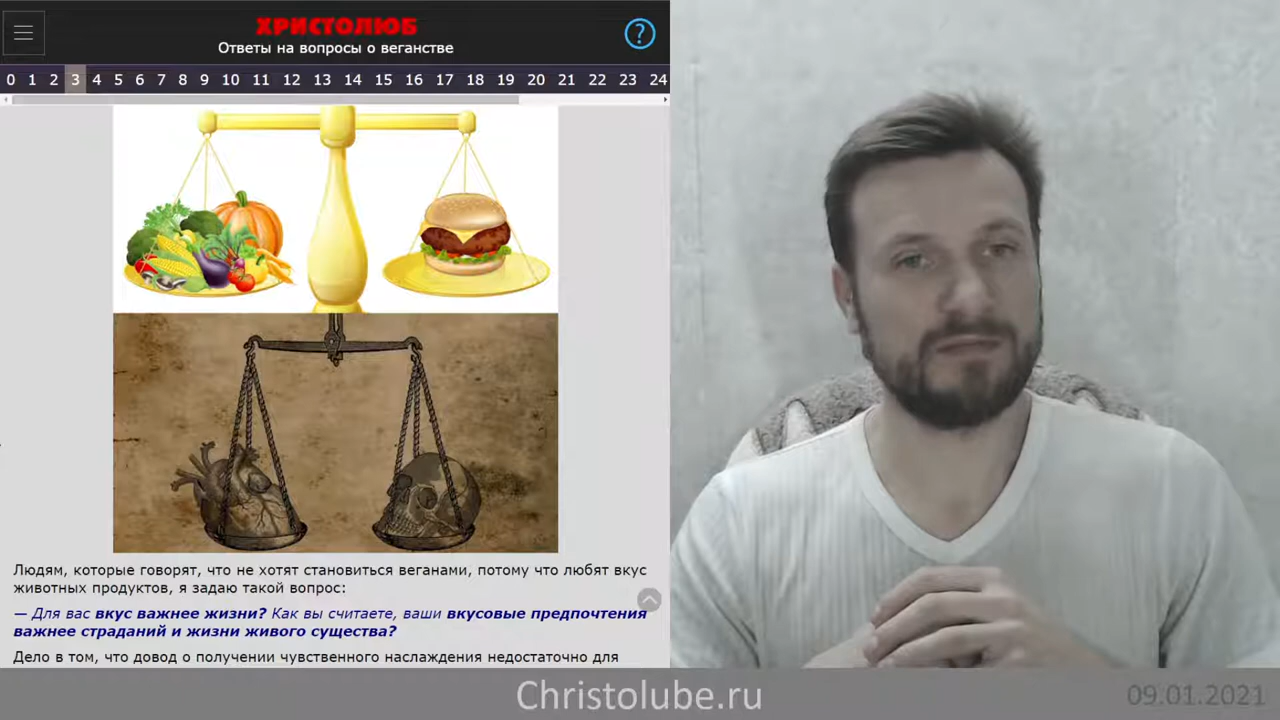 ХРИСТОЛЮБ
Ответы на вопросы о веганстве
?
0 1 2 3 4 5 6 7 8 9 10 11 12 13 14 15 16 17 18 19 20 21 22 23 24
Людям, которые говорят, что не хотят становиться веганами, потому что любят вкус
животных продуктов, я задаю такой вопрос:
— Для вас вкус важнее жизни? Как вы считаете, ваши вкусовые предпочтения
важнее страданий и жизни живого существа?
Дело в том, что довод о получении чувственного наслаждения недостаточно для
Christolube.ru
09.01.2021